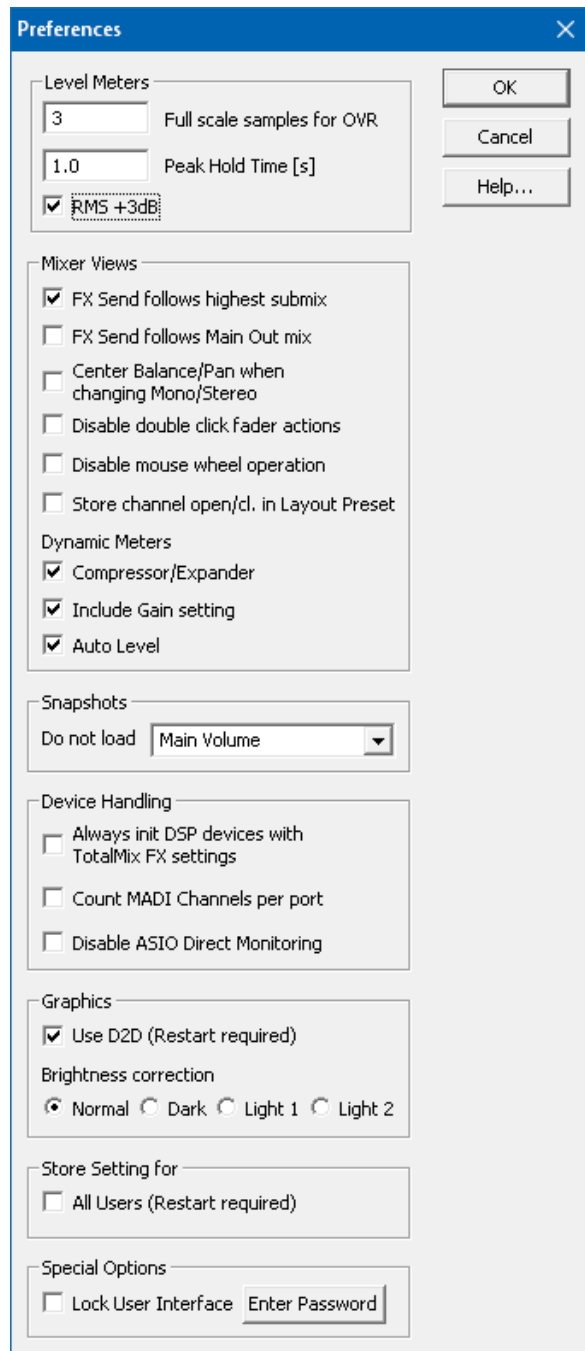 Preferences
Level Meters
3 Full scale samples for OVR
1.0 Peak Hold Time [s]
RMS +3dB
OK
Cancel
Help...
Mixer Views
FX Send follows highest submix
FX Send follows Main Out mix
Center Balance/Pan when
changing Mono/Stereo
Disable double click fader actions
Disable mouse wheel operation
Store channel open/cl. in Layout Preset
Dynamic Meters
Compressor/Expander
Include Gain setting
Auto Level
Snapshots
Do not load Main Volume
Device Handling
Always init DSP devices with
TotalMix FX settings
Count MADI Channels per port
Disable ASIO Direct Monitoring
Graphics
Use D2D (Restart required)
Brightness correction
Normal Dark Light 1 Light 2
Store Setting for
All Users (Restart required)
Special Options
Lock User Interface Enter Password